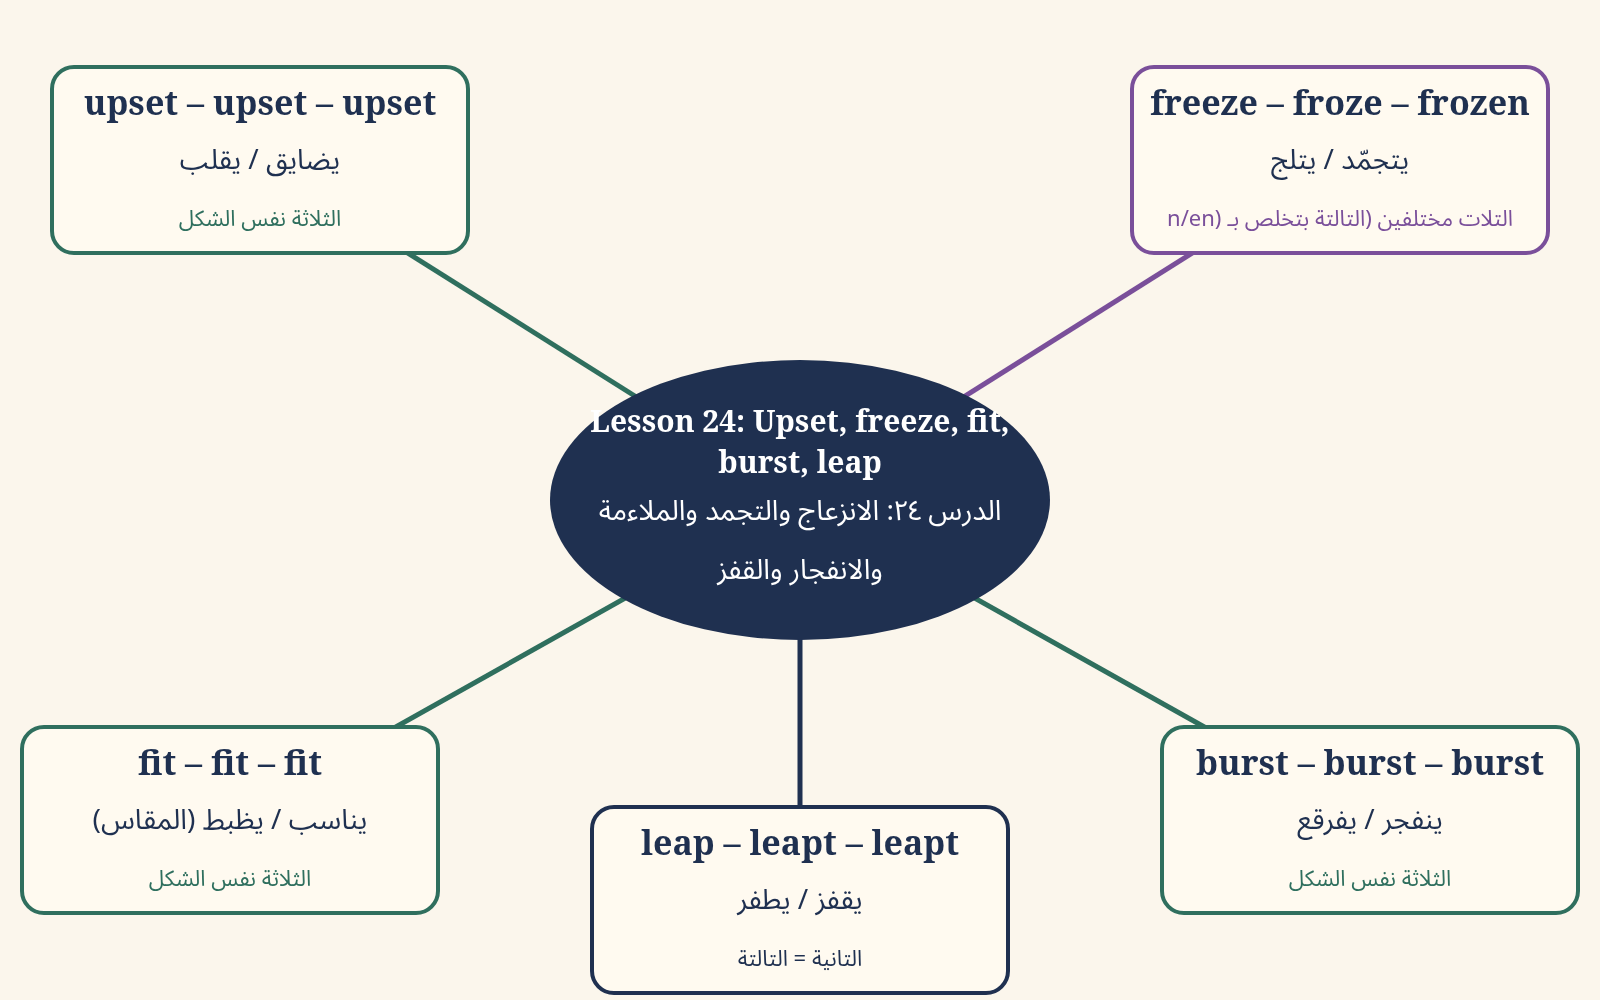 upset – upset – upset
يضايق / يقلب
الثلاثة نفس الشكل
freeze – froze – frozen
يتجمّد / يتلج
التلات مختلفين (التالتة بتخلص بـ n/en)
Lesson 24: Upset, freeze, fit,
burst, leap
الدرس ٢٤: الانزعاج والتجمد والملاءمة
والانفجار والقفز
fit – fit – fit
يناسب / يظبط (المقاس)
الثلاثة نفس الشكل
leap – leapt – leapt
يقفز / يطفر
التانية = التالتة
burst – burst – burst
ينفجر / يفرقع
الثلاثة نفس الشكل